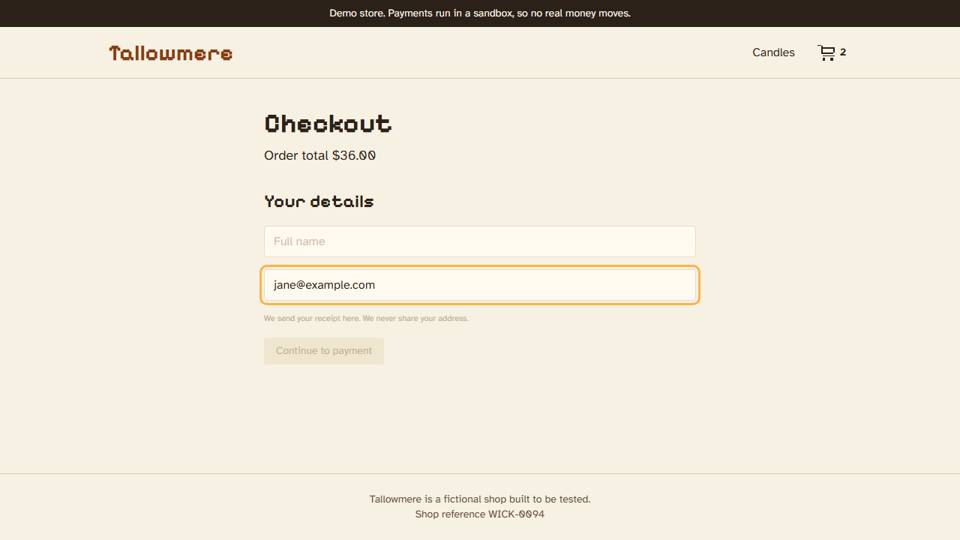 Demo store. Payments run in a sandbox, so no real money moves.
Tallowmere
Candles
2
Checkout
Order total $36.00
Your details
Full name
jane@example.com
We send your receipt here. We never share your address.
Continue to payment
Tallowmere is a fictional shop built to be tested.
Shop reference WICK-0094